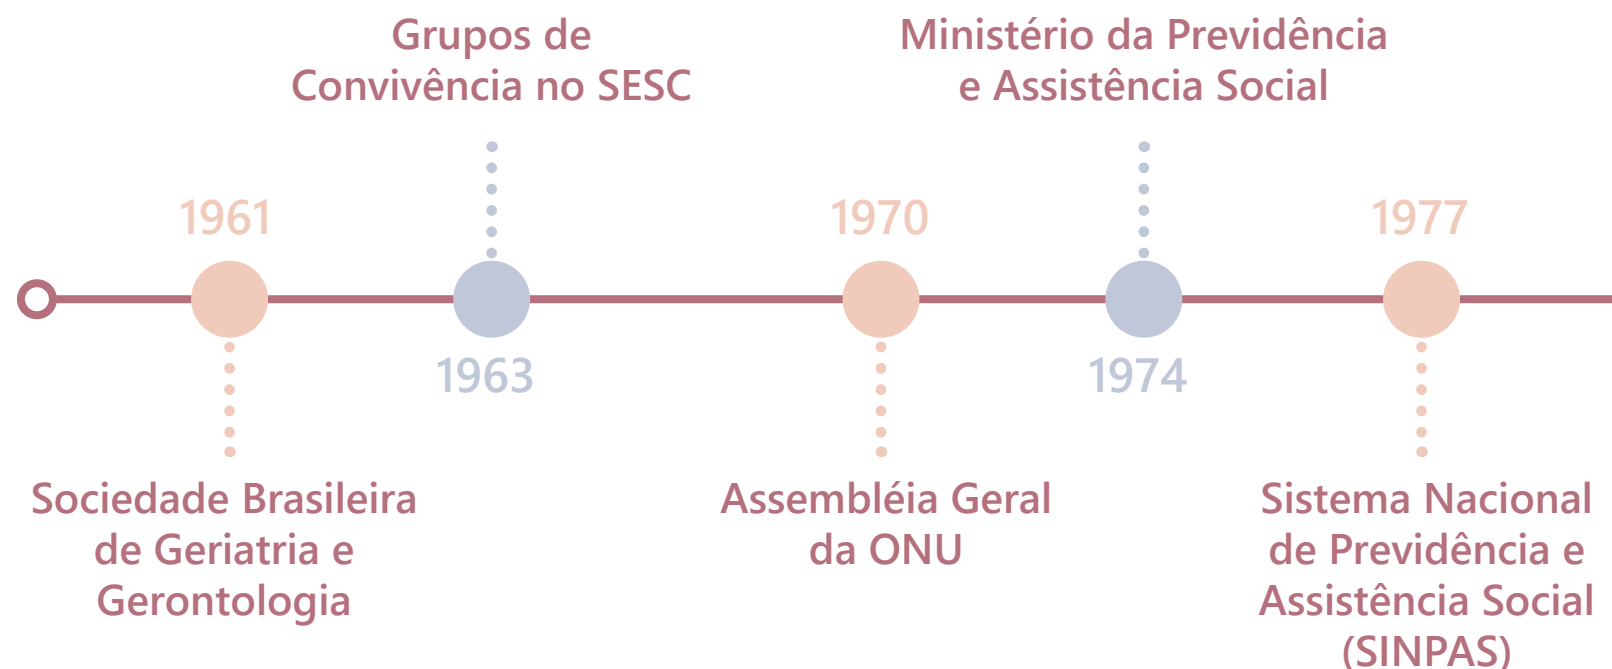 Grupos de
Convivência no SESC
Ministério da Previdência
e Assistência Social
1961
1970
1977
1963
1974
Sociedade Brasileira
de Geriatria e
Gerontologia
Assembléia Geral
da ONU
Sistema Nacional
de Previdência e
Assistência Social
(SINPAS)